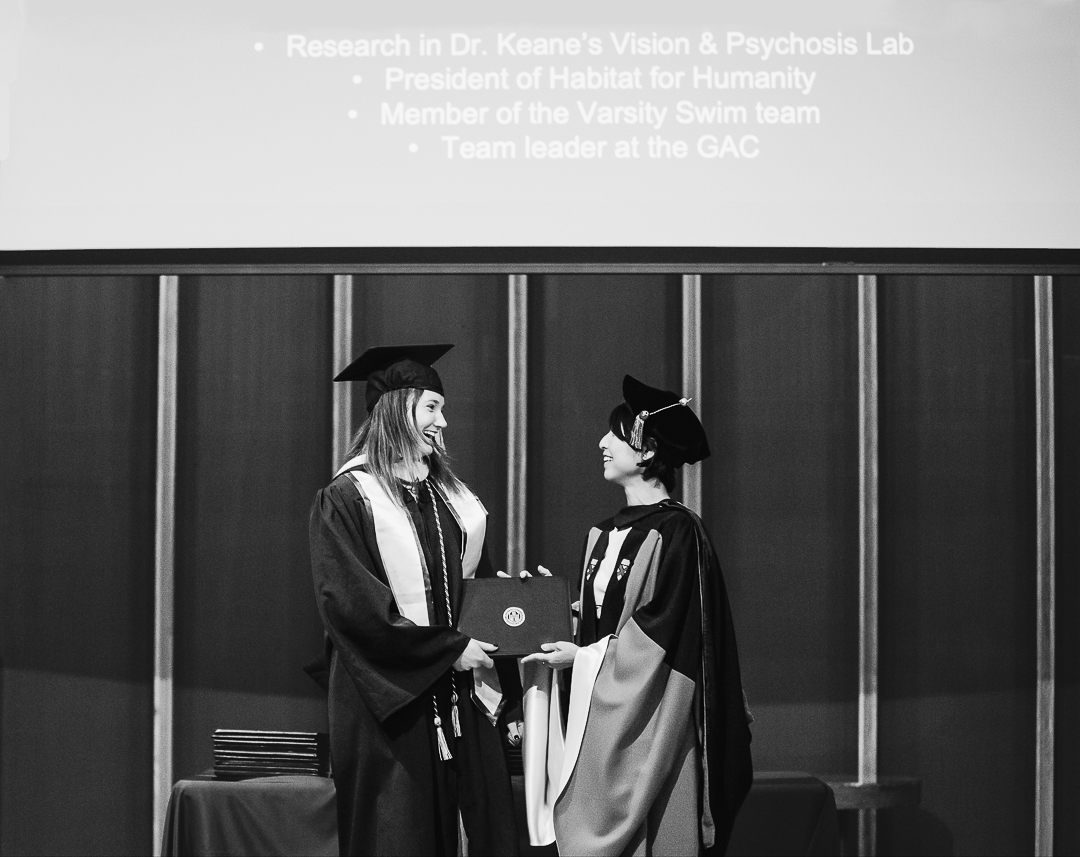 • Research in Dr. Keane's Vision & Psychosis Lab
• President of Habitat for Humanity
• Member of the Varsity Swim team
• Team leader at the GAC